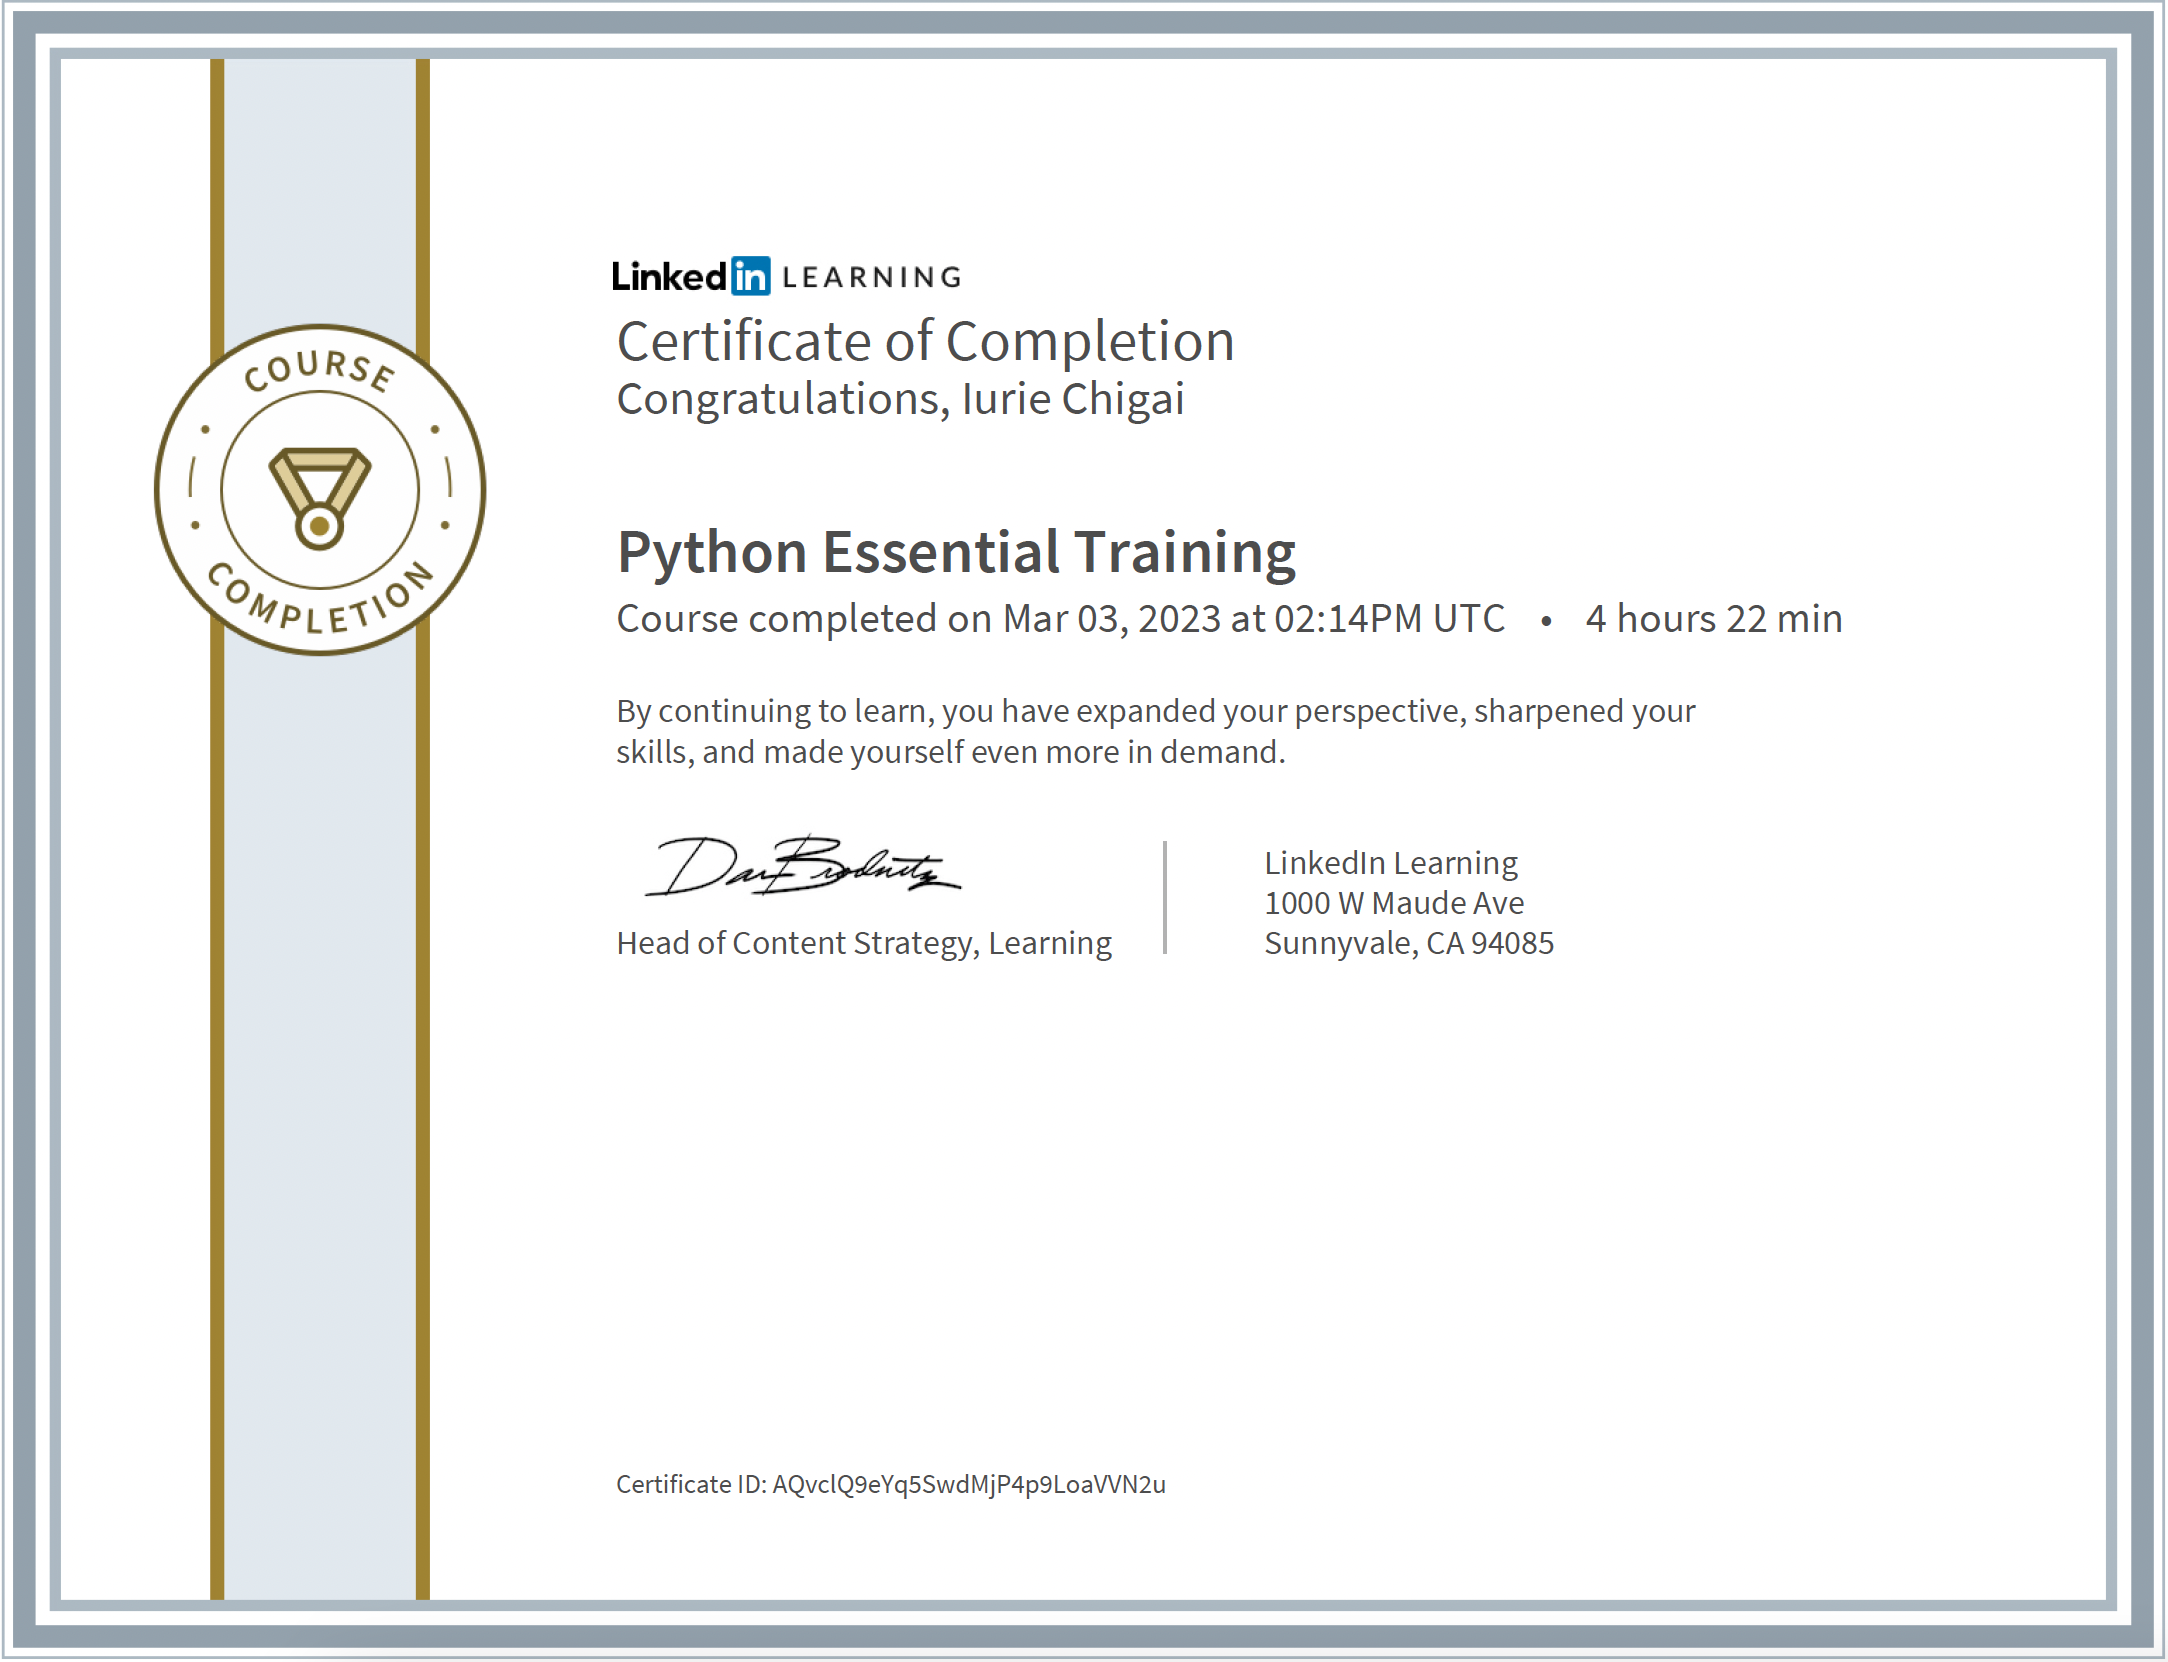 LinkedIn LEARNING
Certificate of Completion
Congratulations, Iurie Chigai
COURSE
COMPLETION
Python Essential Training
Course completed on Mar 03, 2023 at 02:14PM UTC • 4 hours 22 min
By continuing to learn, you have expanded your perspective, sharpened your
skills, and made yourself even more in demand.
Dan Brodnitz
Head of Content Strategy, Learning
LinkedIn Learning
1000 W Maude Ave
Sunnyvale, CA 94085
Certificate ID: AQvclQ9eYq5SwdMjP4p9LoaVVN2u